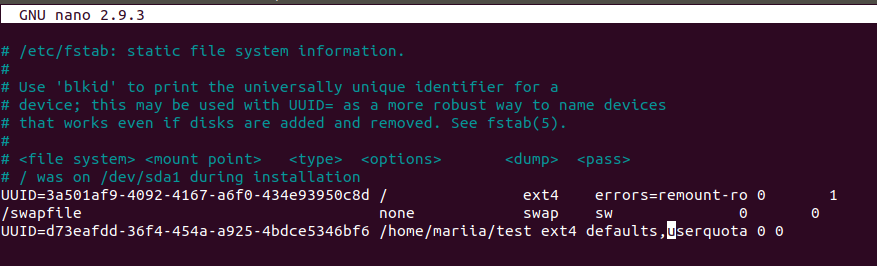 GNU nano 2.9.3
# /etc/fstab: static file system information.
#
# Use 'blkid' to print the universally unique identifier for a
# device; this may be used with UUID= as a more robust way to name devices
# that works even if disks are added and removed. See fstab(5).
#
# <file system> <mount point>   <type>  <options>       <dump>  <pass>
# / was on /dev/sda1 during installation
UUID=3a501af9-4092-4167-a6f0-434e93950c8d /               ext4    errors=remount-ro 0       1
/swapfile                                 none            swap    sw              0       0
UUID=d73eafdd-36f4-454a-a925-4bdce5346bf6 /home/mariia/test ext4 defaults,userquota 0 0